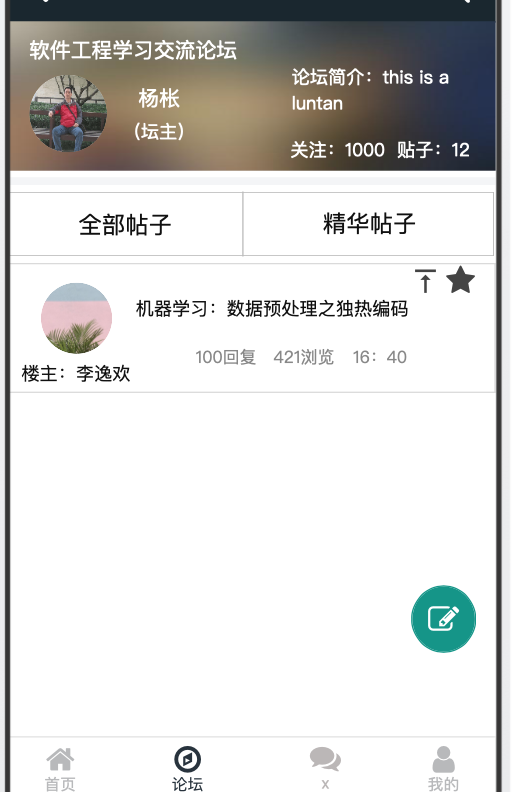 软件工程学习交流论坛
杨枨
（坛主）
论坛简介：this is a
luntan
关注：1000 贴子：12
全部帖子
精华帖子
机器学习：数据预处理之独热编码
100回复 421浏览 16：40
楼主：李逸欢
首页
论坛
x
我的